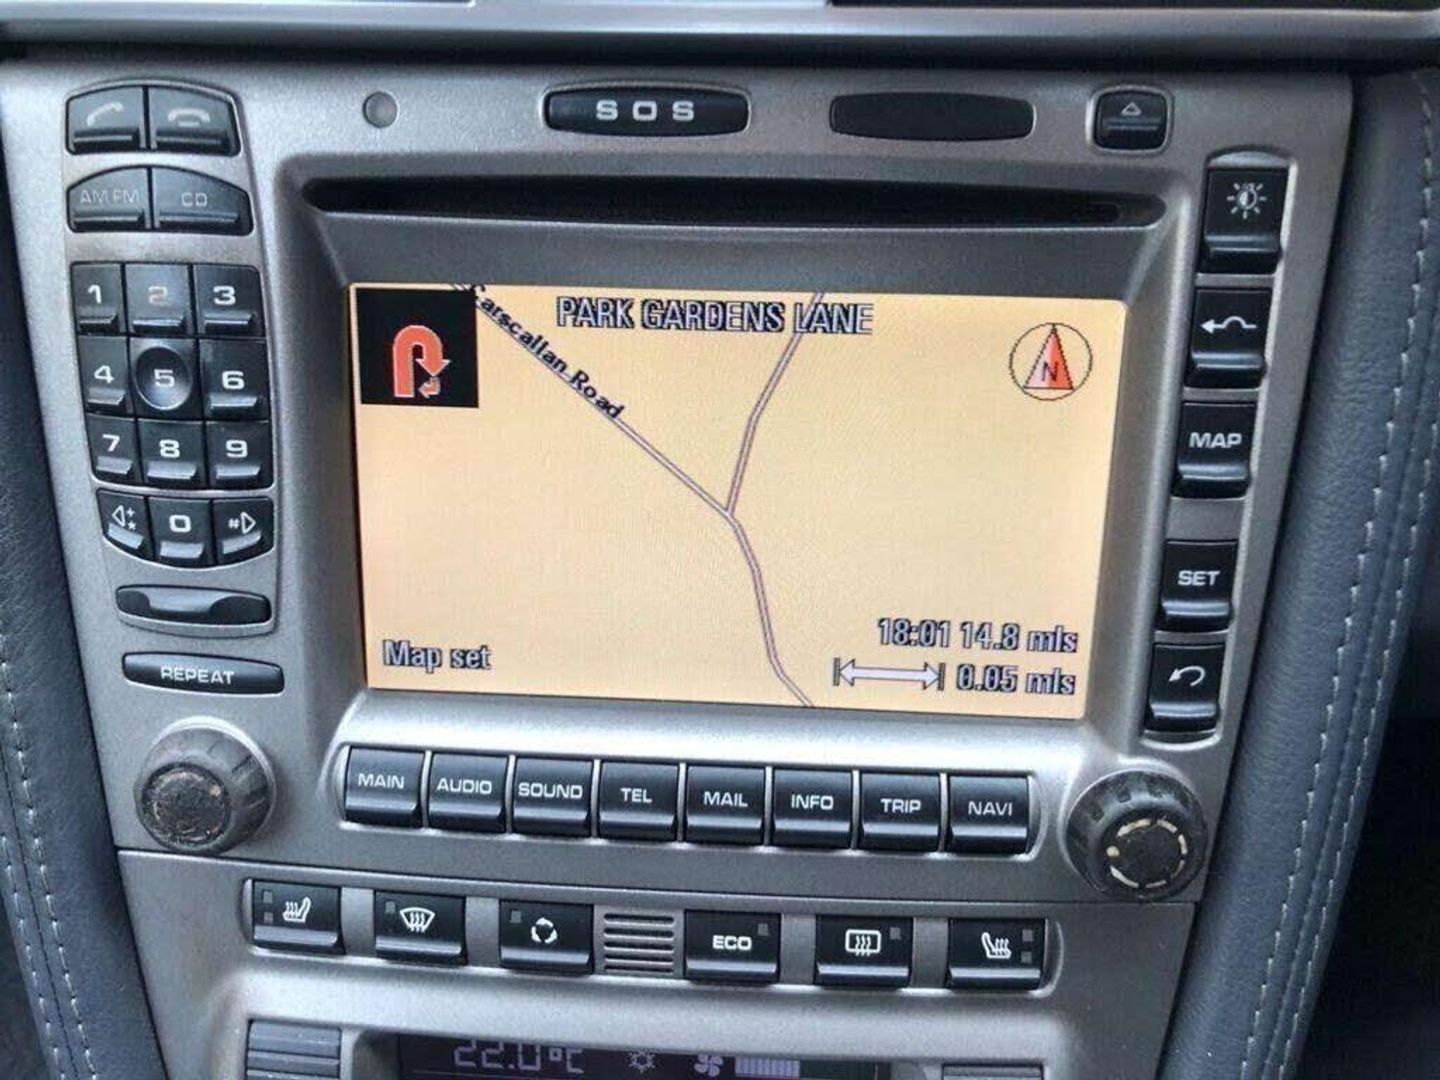 SOS
AM FM CD
1 2 3
4 5 6
7 8 9
+
* 0 #
REPEAT
PARK GARDENS LANE
Carscallan Road
N
18:01 14.8 mls
Map set
0.05 mls
MAP
SET
MAIN AUDIO SOUND TEL MAIL INFO TRIP NAVI
ECO
22.0°C